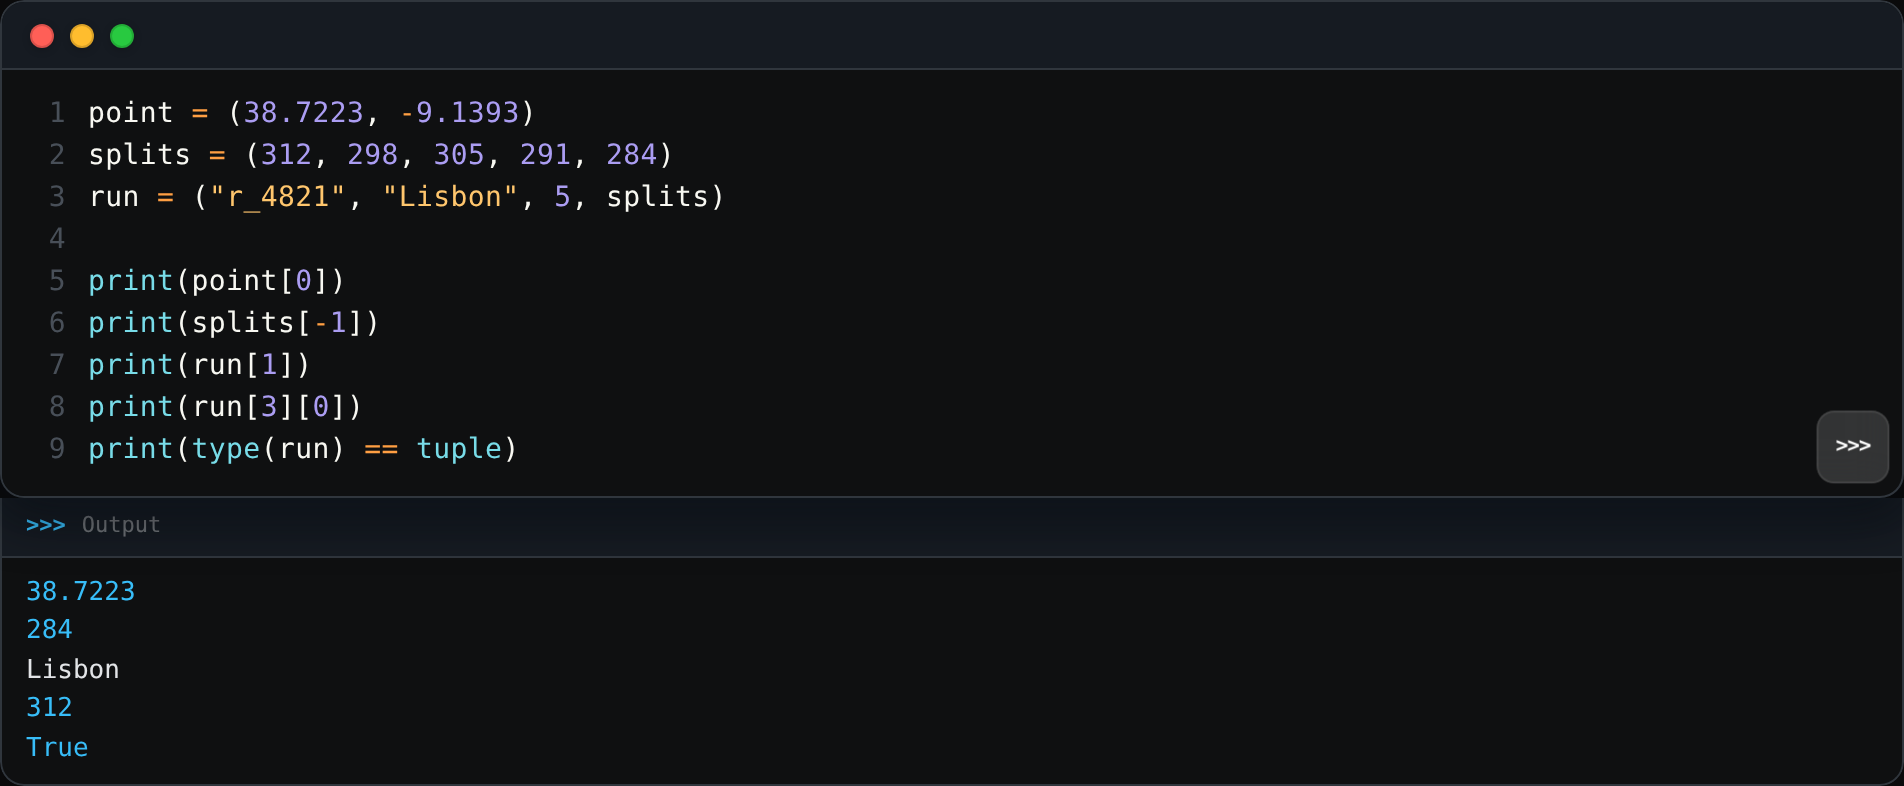 1 point = (38.7223, -9.1393)
2 splits = (312, 298, 305, 291, 284)
3 run = ("r_4821", "Lisbon", 5, splits)
4
5 print(point[0])
6 print(splits[-1])
7 print(run[1])
8 print(run[3][0])
9 print(type(run) == tuple)
>>>
>>> Output
38.7223
284
Lisbon
312
True